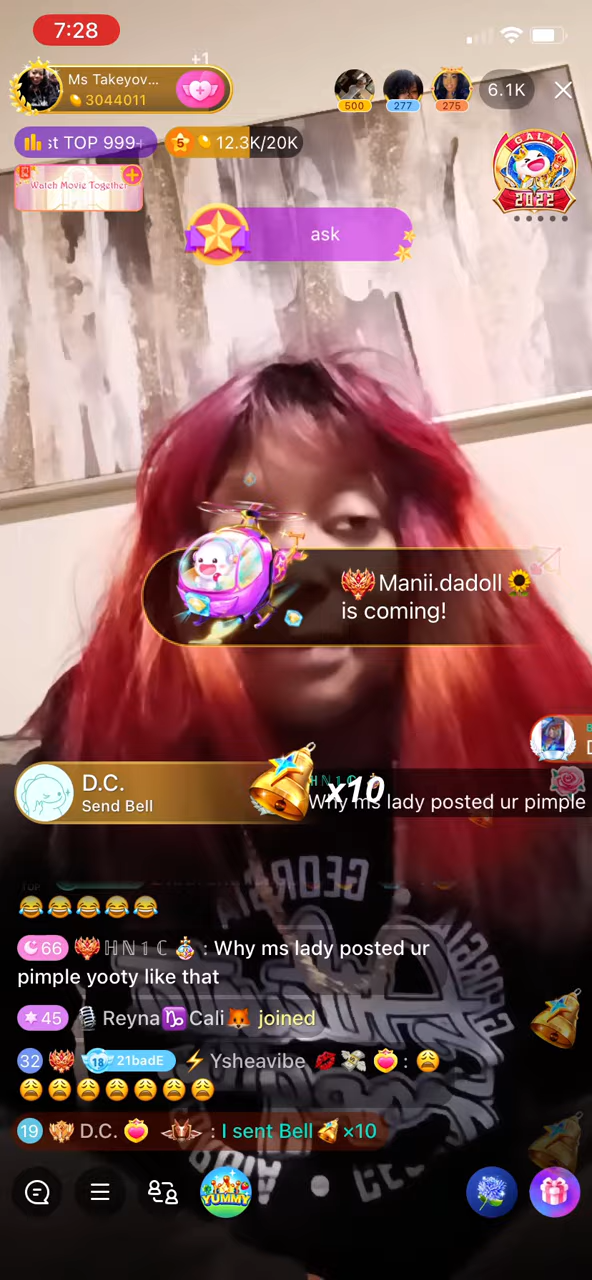 7:28
+1
Ms Takeyov...
3044011
500
277
275
6.1K
st TOP 999+
5
12.3K/20K
Watch Movie Together
GALA
2022
ask
Manii.dadoll🌻
is coming!
D.C.
Send Bell
x10
ℍℕ𝟙ℂ
Why ms lady posted ur pimple
GEORGIA
😂😂😂😂😂
66 ℍℕ𝟙ℂ : Why ms lady posted ur
pimple yooty like that
45 🎙️ Reyna♑Cali🦊 joined
32 18 21badE ⚡ Ysheavibe 💋💸 : 😩
😩😩😩😩😩😩😩
19 D.C. : I sent Bell x10
YUMMY